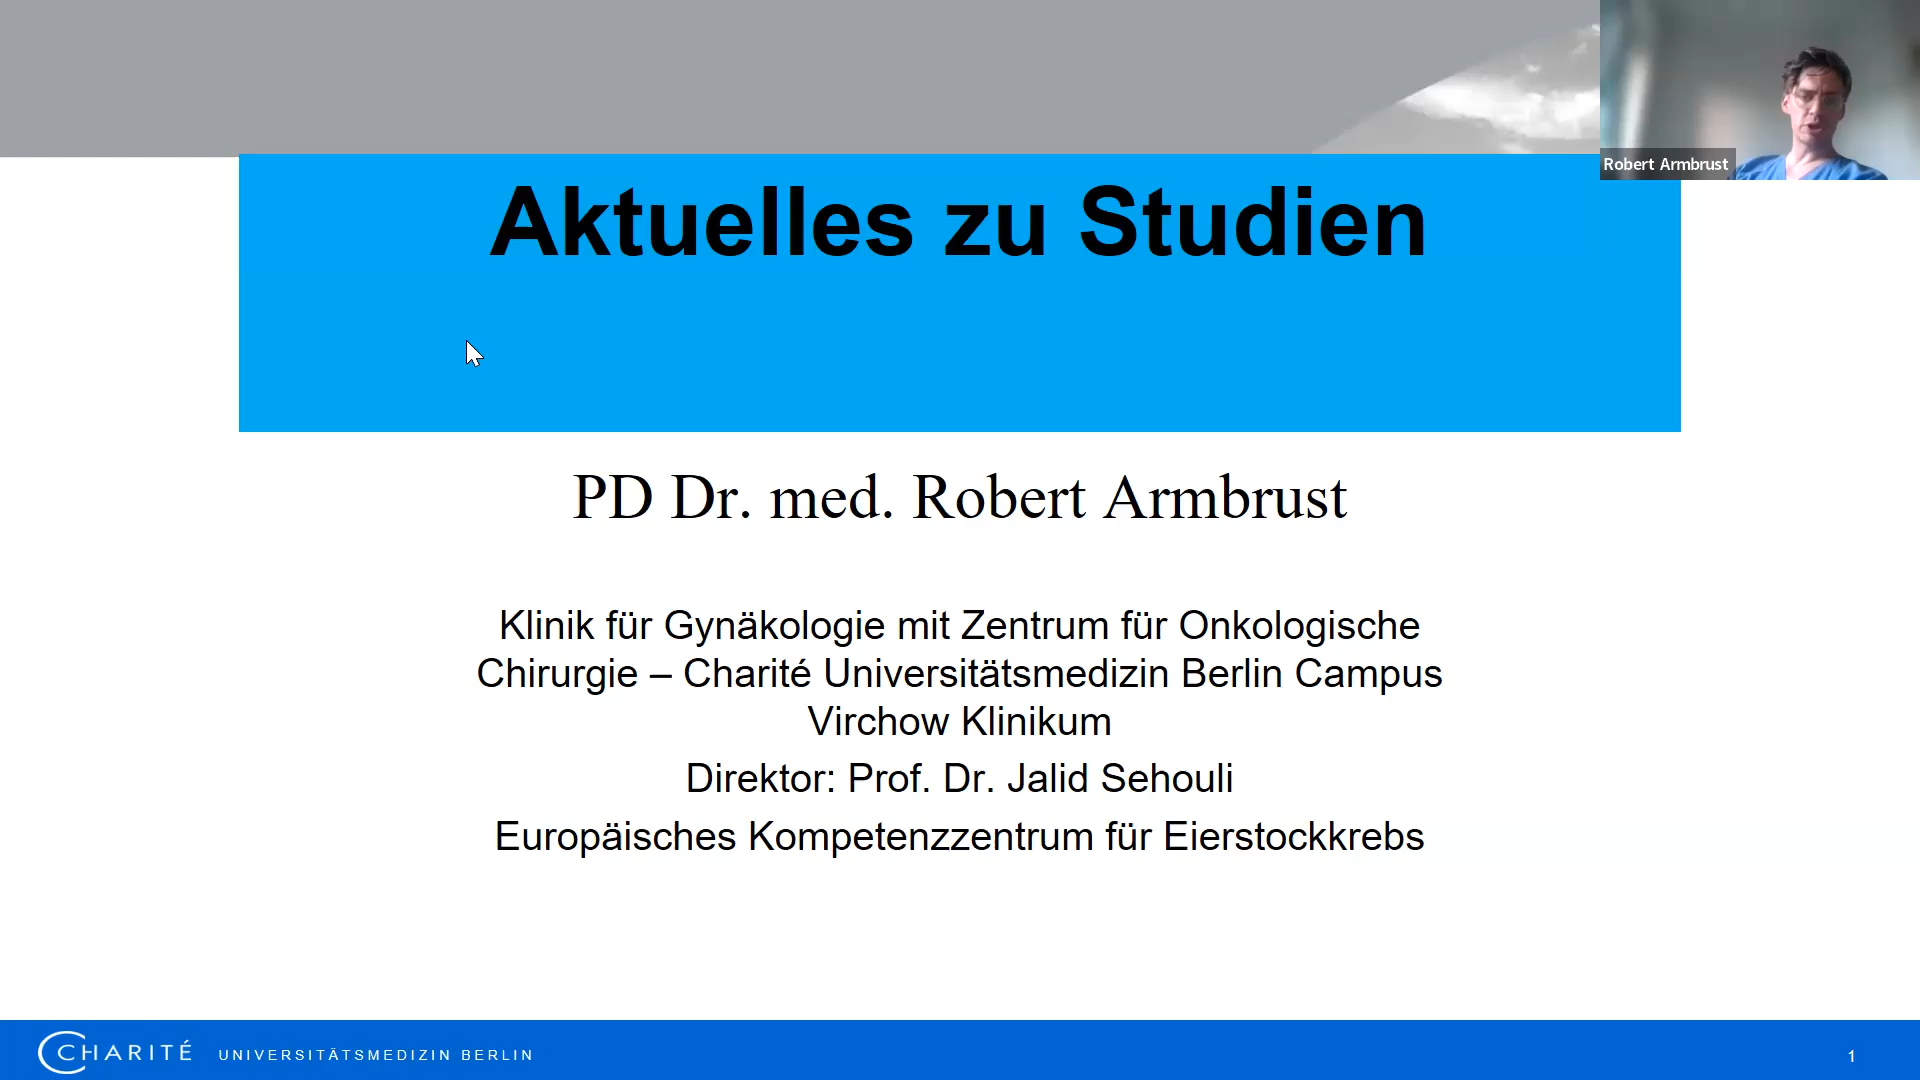 Robert Armbrust
Aktuelles zu Studien
PD Dr. med. Robert Armbrust
Klinik für Gynäkologie mit Zentrum für Onkologische
Chirurgie – Charité Universitätsmedizin Berlin Campus
Virchow Klinikum
Direktor: Prof. Dr. Jalid Sehouli
Europäisches Kompetenzzentrum für Eierstockkrebs
CHARITÉ UNIVERSITÄTSMEDIZIN BERLIN
1